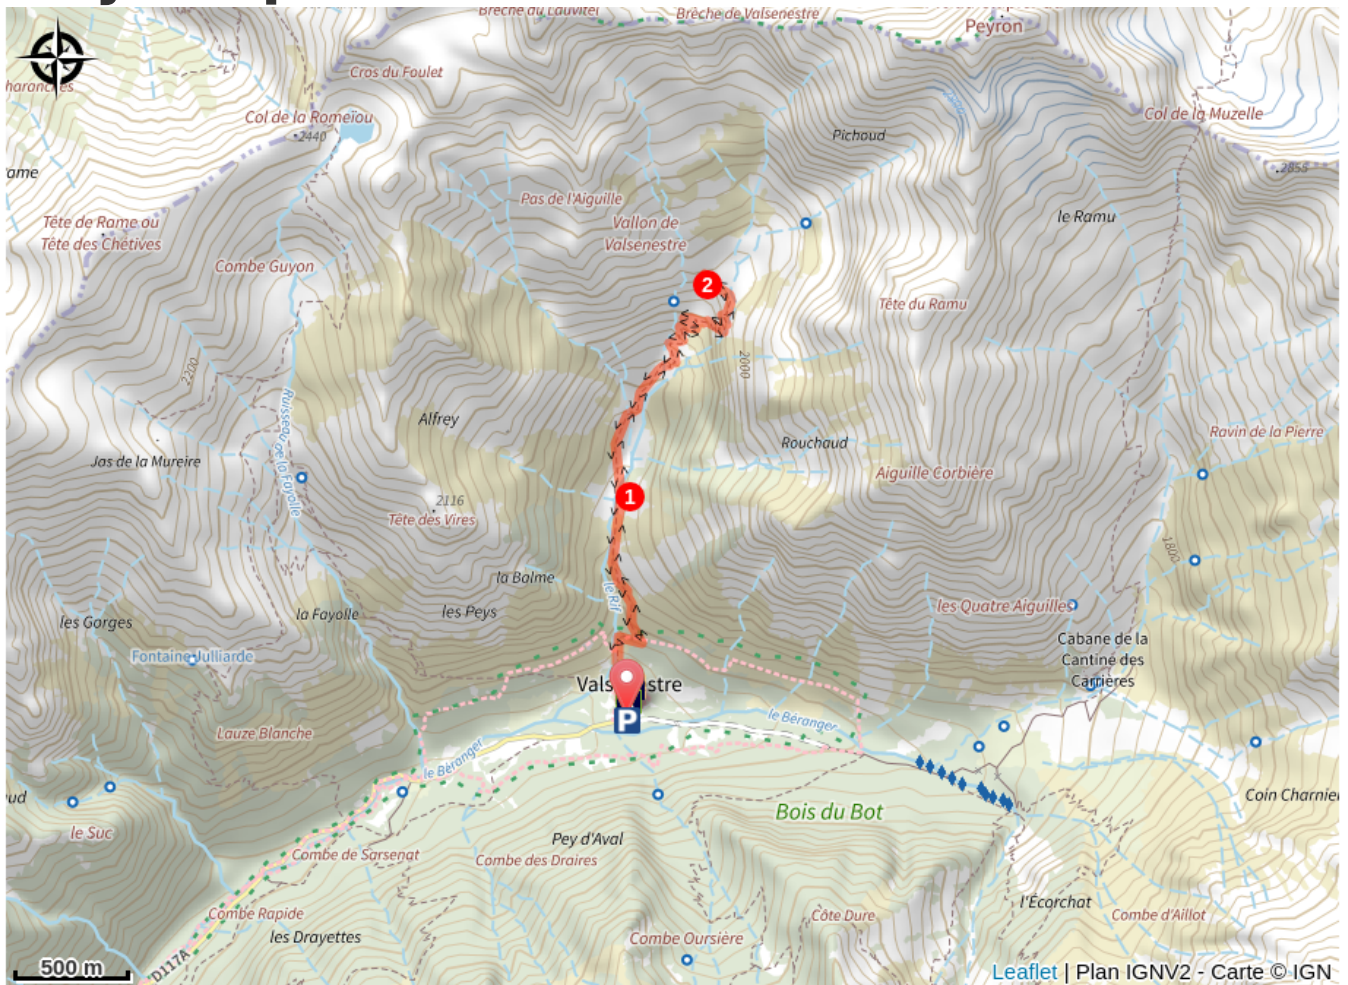 Brèche du Lauvitel
Brèche de Valsenestre
Peyron
Cros du Foulet
Col de la Romeïou
2440
Col de la Muzelle
Pichoud
2855
ame
Pas de l'Aiguille
Vallon de
Valsenestre
le Ramu
Tête de Rame ou
Tête des Chétives
Combe Guyon
2
Tête du Ramu
2200
2000
Ruisseau de la Fayolle
Alfrey
Rouchaud
Ravin de la Pierre
Jas de la Mureire
Aiguille Corbière
2116
1
Tête des Vires
1800
la Balme
le Rif
les Peys
la Fayolle
les Quatre Aiguilles
les Gorges
Cabane de la
Cantine des
Carrières
Fontaine Julliarde
Valsenestre
P
le Béranger
Lauze Blanche
le Béranger
Coin Charnier
ud
le Suc
Bois du Bot
Pey d'Aval
Combe de Sarsenat
Combe des Draires
l'Écorchat
Combe d'Aillot
Combe Rapide
Côte Dure
les Drayettes
Combe Oursière
D117A
500 m
Leaflet | Plan IGNV2 - Carte © IGN